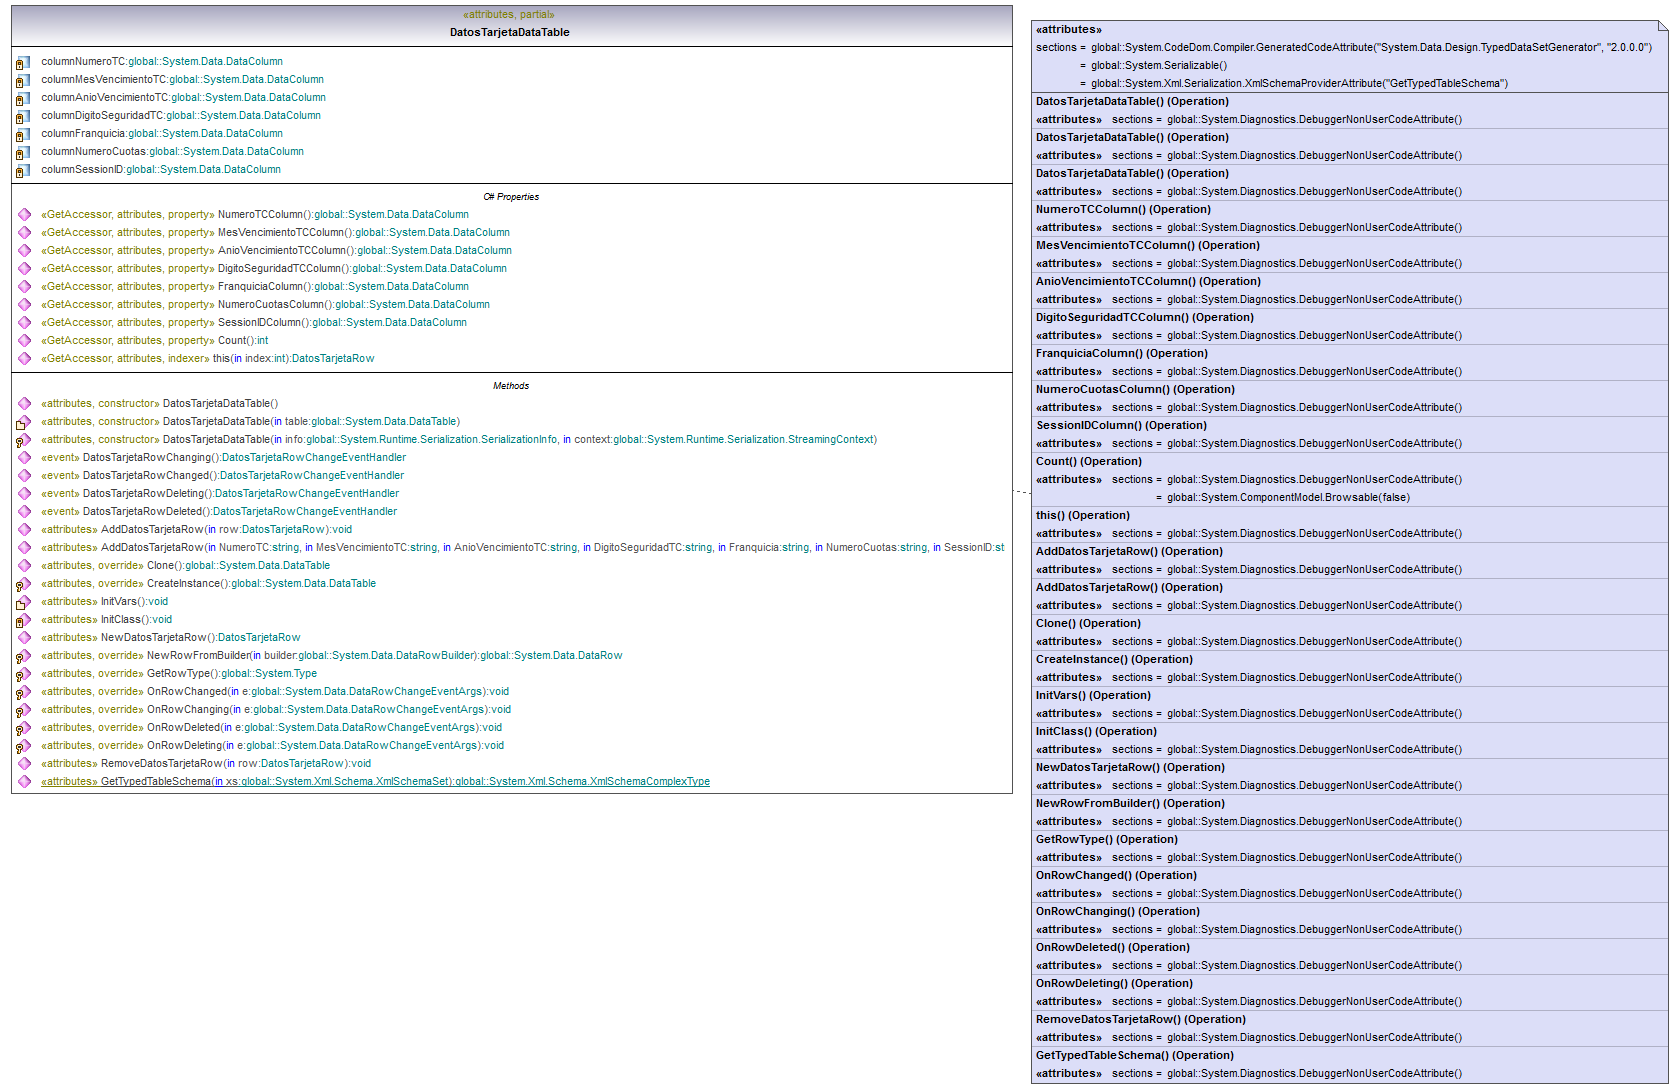 «attributes, partial»
DatosTarjetaDataTable
columnNumeroTC:global::System.Data.DataColumn
columnMesVencimientoTC:global::System.Data.DataColumn
columnAnioVencimientoTC:global::System.Data.DataColumn
columnDigitoSeguridadTC:global::System.Data.DataColumn
columnFranquicia:global::System.Data.DataColumn
columnNumeroCuotas:global::System.Data.DataColumn
columnSessionID:global::System.Data.DataColumn
C# Properties
«GetAccessor, attributes, property» NumeroTCColumn():global::System.Data.DataColumn
«GetAccessor, attributes, property» MesVencimientoTCColumn():global::System.Data.DataColumn
«GetAccessor, attributes, property» AnioVencimientoTCColumn():global::System.Data.DataColumn
«GetAccessor, attributes, property» DigitoSeguridadTCColumn():global::System.Data.DataColumn
«GetAccessor, attributes, property» FranquiciaColumn():global::System.Data.DataColumn
«GetAccessor, attributes, property» NumeroCuotasColumn():global::System.Data.DataColumn
«GetAccessor, attributes, property» SessionIDColumn():global::System.Data.DataColumn
«GetAccessor, attributes, property» Count():int
«GetAccessor, attributes, indexer» this(in index:int):DatosTarjetaRow
Methods
«attributes, constructor» DatosTarjetaDataTable()
«attributes, constructor» DatosTarjetaDataTable(in table:global::System.Data.DataTable)
«attributes, constructor» DatosTarjetaDataTable(in info:global::System.Runtime.Serialization.SerializationInfo, in context:global::System.Runtime.Serialization.StreamingContext)
«event» DatosTarjetaRowChanging():DatosTarjetaRowChangeEventHandler
«event» DatosTarjetaRowChanged():DatosTarjetaRowChangeEventHandler
«event» DatosTarjetaRowDeleting():DatosTarjetaRowChangeEventHandler
«event» DatosTarjetaRowDeleted():DatosTarjetaRowChangeEventHandler
«attributes» AddDatosTarjetaRow(in row:DatosTarjetaRow):void
«attributes» AddDatosTarjetaRow(in NumeroTC:string, in MesVencimientoTC:string, in AnioVencimientoTC:string, in DigitoSeguridadTC:string, in Franquicia:string, in NumeroCuotas:string, in SessionID:st
«attributes, override» Clone():global::System.Data.DataTable
«attributes, override» CreateInstance():global::System.Data.DataTable
«attributes» InitVars():void
«attributes» InitClass():void
«attributes» NewDatosTarjetaRow():DatosTarjetaRow
«attributes, override» NewRowFromBuilder(in builder:global::System.Data.DataRowBuilder):global::System.Data.DataRow
«attributes, override» GetRowType():global::System.Type
«attributes, override» OnRowChanged(in e:global::System.Data.DataRowChangeEventArgs):void
«attributes, override» OnRowChanging(in e:global::System.Data.DataRowChangeEventArgs):void
«attributes, override» OnRowDeleted(in e:global::System.Data.DataRowChangeEventArgs):void
«attributes, override» OnRowDeleting(in e:global::System.Data.DataRowChangeEventArgs):void
«attributes» RemoveDatosTarjetaRow(in row:DatosTarjetaRow):void
«attributes» GetTypedTableSchema(in xs:global::System.Xml.Schema.XmlSchemaSet):global::System.Xml.Schema.XmlSchemaComplexType
«attributes»
sections = global::System.CodeDom.Compiler.GeneratedCodeAttribute("System.Data.Design.TypedDataSetGenerator", "2.0.0.0")
= global::System.Serializable()
= global::System.Xml.Serialization.XmlSchemaProviderAttribute("GetTypedTableSchema")
DatosTarjetaDataTable() (Operation)
«attributes» sections = global::System.Diagnostics.DebuggerNonUserCodeAttribute()
DatosTarjetaDataTable() (Operation)
«attributes» sections = global::System.Diagnostics.DebuggerNonUserCodeAttribute()
DatosTarjetaDataTable() (Operation)
«attributes» sections = global::System.Diagnostics.DebuggerNonUserCodeAttribute()
NumeroTCColumn() (Operation)
«attributes» sections = global::System.Diagnostics.DebuggerNonUserCodeAttribute()
MesVencimientoTCColumn() (Operation)
«attributes» sections = global::System.Diagnostics.DebuggerNonUserCodeAttribute()
AnioVencimientoTCColumn() (Operation)
«attributes» sections = global::System.Diagnostics.DebuggerNonUserCodeAttribute()
DigitoSeguridadTCColumn() (Operation)
«attributes» sections = global::System.Diagnostics.DebuggerNonUserCodeAttribute()
FranquiciaColumn() (Operation)
«attributes» sections = global::System.Diagnostics.DebuggerNonUserCodeAttribute()
NumeroCuotasColumn() (Operation)
«attributes» sections = global::System.Diagnostics.DebuggerNonUserCodeAttribute()
SessionIDColumn() (Operation)
«attributes» sections = global::System.Diagnostics.DebuggerNonUserCodeAttribute()
Count() (Operation)
«attributes» sections = global::System.Diagnostics.DebuggerNonUserCodeAttribute()
= global::System.ComponentModel.Browsable(false)
this() (Operation)
«attributes» sections = global::System.Diagnostics.DebuggerNonUserCodeAttribute()
AddDatosTarjetaRow() (Operation)
«attributes» sections = global::System.Diagnostics.DebuggerNonUserCodeAttribute()
AddDatosTarjetaRow() (Operation)
«attributes» sections = global::System.Diagnostics.DebuggerNonUserCodeAttribute()
Clone() (Operation)
«attributes» sections = global::System.Diagnostics.DebuggerNonUserCodeAttribute()
CreateInstance() (Operation)
«attributes» sections = global::System.Diagnostics.DebuggerNonUserCodeAttribute()
InitVars() (Operation)
«attributes» sections = global::System.Diagnostics.DebuggerNonUserCodeAttribute()
InitClass() (Operation)
«attributes» sections = global::System.Diagnostics.DebuggerNonUserCodeAttribute()
NewDatosTarjetaRow() (Operation)
«attributes» sections = global::System.Diagnostics.DebuggerNonUserCodeAttribute()
NewRowFromBuilder() (Operation)
«attributes» sections = global::System.Diagnostics.DebuggerNonUserCodeAttribute()
GetRowType() (Operation)
«attributes» sections = global::System.Diagnostics.DebuggerNonUserCodeAttribute()
OnRowChanged() (Operation)
«attributes» sections = global::System.Diagnostics.DebuggerNonUserCodeAttribute()
OnRowChanging() (Operation)
«attributes» sections = global::System.Diagnostics.DebuggerNonUserCodeAttribute()
OnRowDeleted() (Operation)
«attributes» sections = global::System.Diagnostics.DebuggerNonUserCodeAttribute()
OnRowDeleting() (Operation)
«attributes» sections = global::System.Diagnostics.DebuggerNonUserCodeAttribute()
RemoveDatosTarjetaRow() (Operation)
«attributes» sections = global::System.Diagnostics.DebuggerNonUserCodeAttribute()
GetTypedTableSchema() (Operation)
«attributes» sections = global::System.Diagnostics.DebuggerNonUserCodeAttribute()